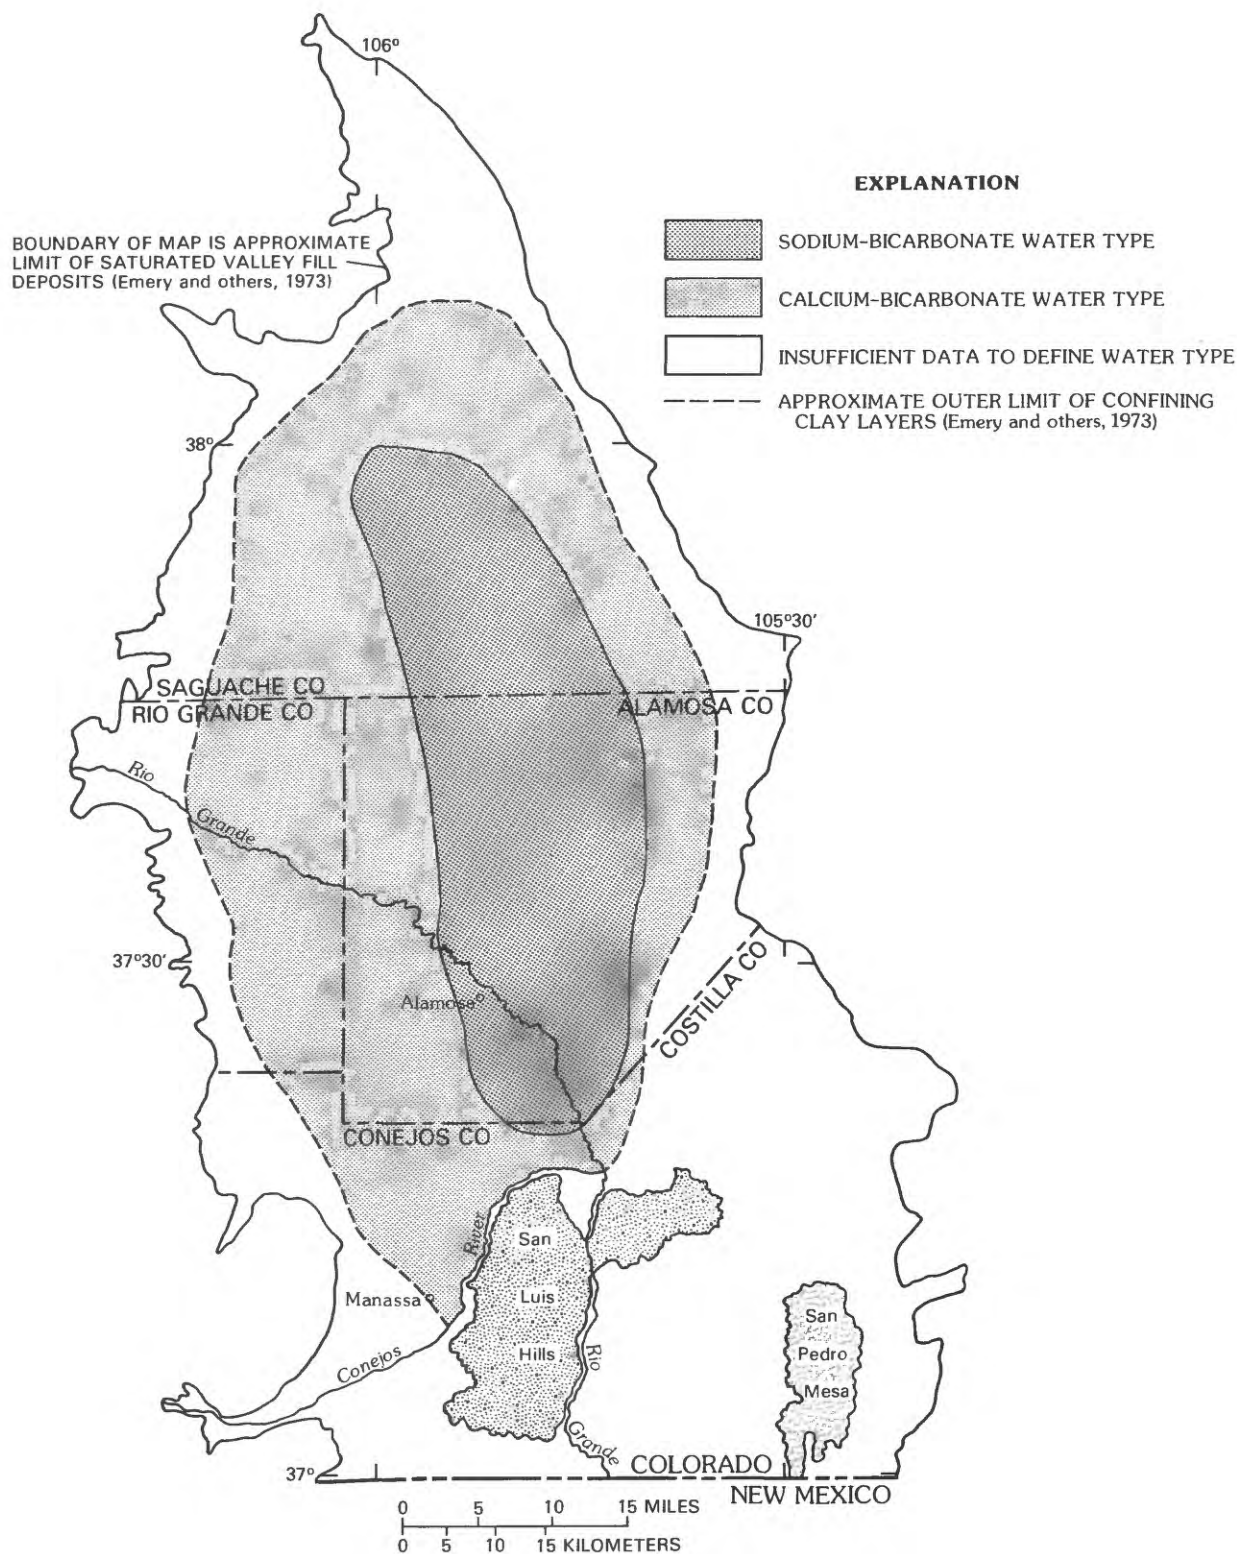 106°
EXPLANATION
SODIUM-BICARBONATE WATER TYPE
BOUNDARY OF MAP IS APPROXIMATE
LIMIT OF SATURATED VALLEY FILL
DEPOSITS (Emery and others, 1973)
CALCIUM-BICARBONATE WATER TYPE
INSUFFICIENT DATA TO DEFINE WATER TYPE
APPROXIMATE OUTER LIMIT OF CONFINING
CLAY LAYERS (Emery and others, 1973)
38°
105°30'
SAGUACHE CO
RIO GRANDE CO
ALAMOSA CO
Rio
Grande
37°30'
Alamosa
COSTILLA CO
CONEJOS CO
River
San
Luis
Hills
Manassa
Conejos
Rio
Grande
San
Pedro
Mesa
37°
COLORADO
NEW MEXICO
0 5 10 15 MILES
0 5 10 15 KILOMETERS